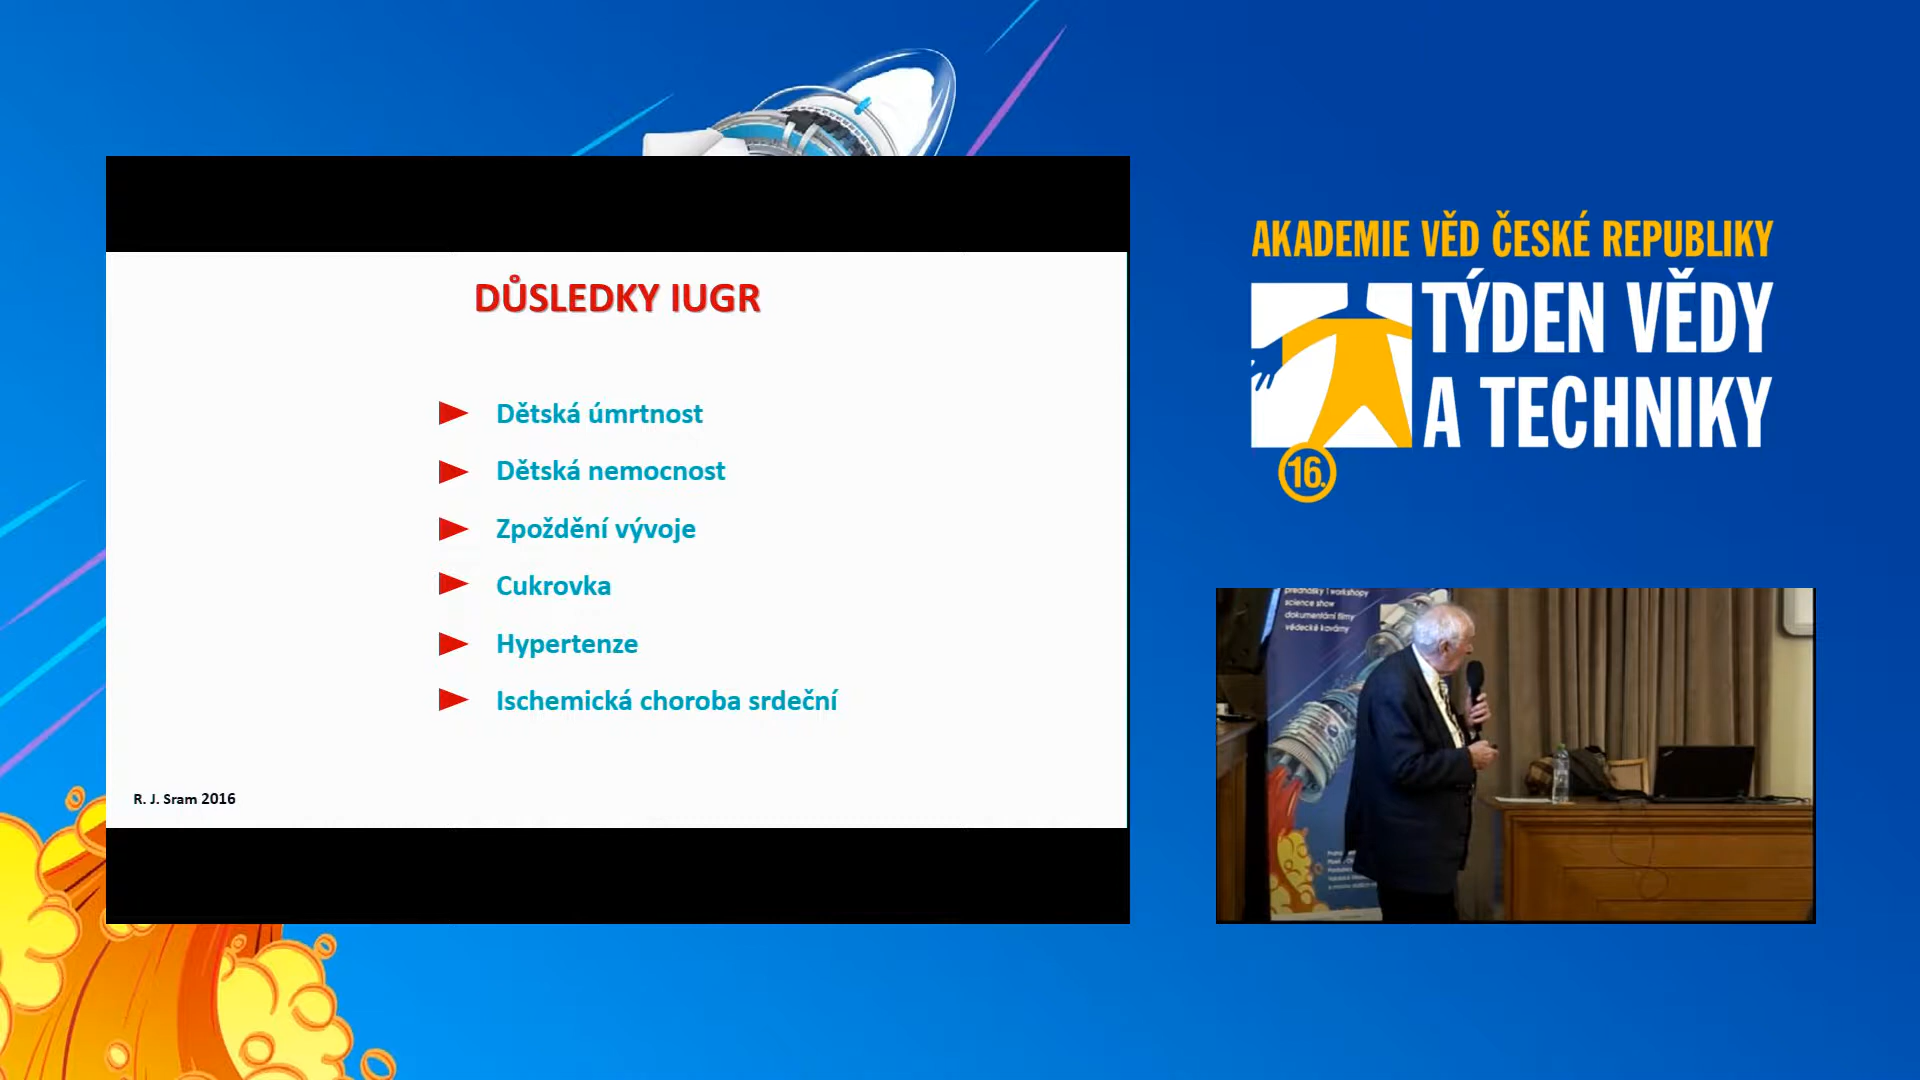 DŮSLEDKY IUGR
Dětská úmrtnost
Dětská nemocnost
Zpoždění vývoje
Cukrovka
Hypertenze
Ischemická choroba srdeční
R. J. Sram 2016
AKADEMIE VĚD ČESKÉ REPUBLIKY
TÝDEN VĚDY
A TECHNIKY
16.
přednášky | workshopy
science show
dokumentární filmy
vědecké kavárny